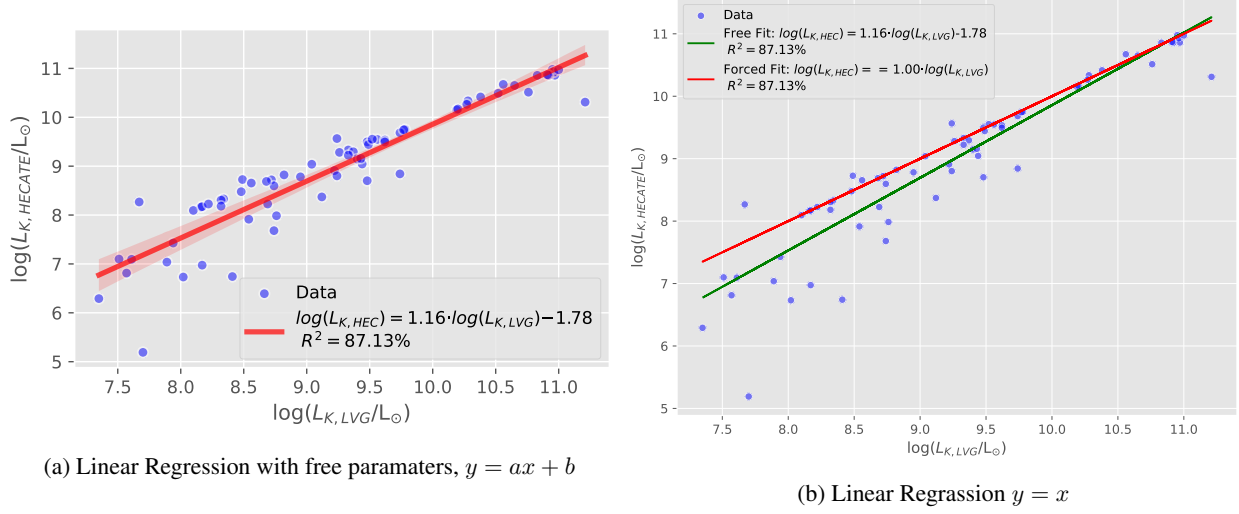 11
10
9
8
7
6
5
log(L_{K,HECATE}/L_⊙)
7.5 8.0 8.5 9.0 9.5 10.0 10.5 11.0
log(L_{K,LVG}/L_⊙)
Data
log(L_{K,HEC})=1.16·log(L_{K,LVG})−1.78
R² = 87.13%
(a) Linear Regression with free paramaters, y = ax + b
Data
Free Fit: log(L_{K,HEC})=1.16·log(L_{K,LVG})-1.78
R² = 87.13%
Forced Fit: log(L_{K,HEC})= = 1.00·log(L_{K,LVG})
R² = 87.13%
11
10
9
8
7
6
5
log(L_{K,HECATE}/L_⊙)
7.5 8.0 8.5 9.0 9.5 10.0 10.5 11.0
log(L_{K,LVG}/L_⊙)
(b) Linear Regrassion y = x